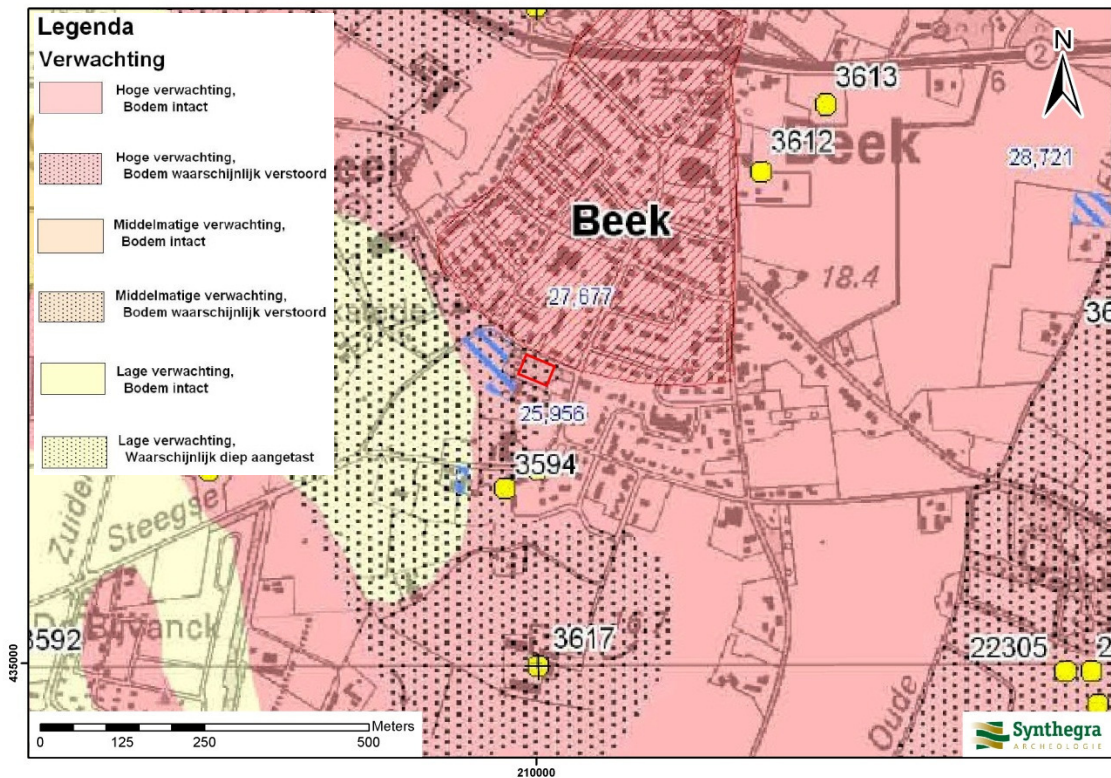 Legenda
Verwachting
Hoge verwachting,
Bodem intact
Hoge verwachting,
Bodem waarschijnlijk verstoord
Middelmatige verwachting,
Bodem intact
Middelmatige verwachting,
Bodem waarschijnlijk verstoord
Lage verwachting,
Bodem intact
Lage verwachting,
Waarschijnlijk diep aangetast
N
2
6
3613
3612
Beek
28,721
Beek
18.4
27,677
25,956
3594
Zuider
Steegse
De Bijvanck
3592
3617
22305
Oude
435000
Meters
0
125
250
500
210000
Synthegra
ARCHEOLOGIE